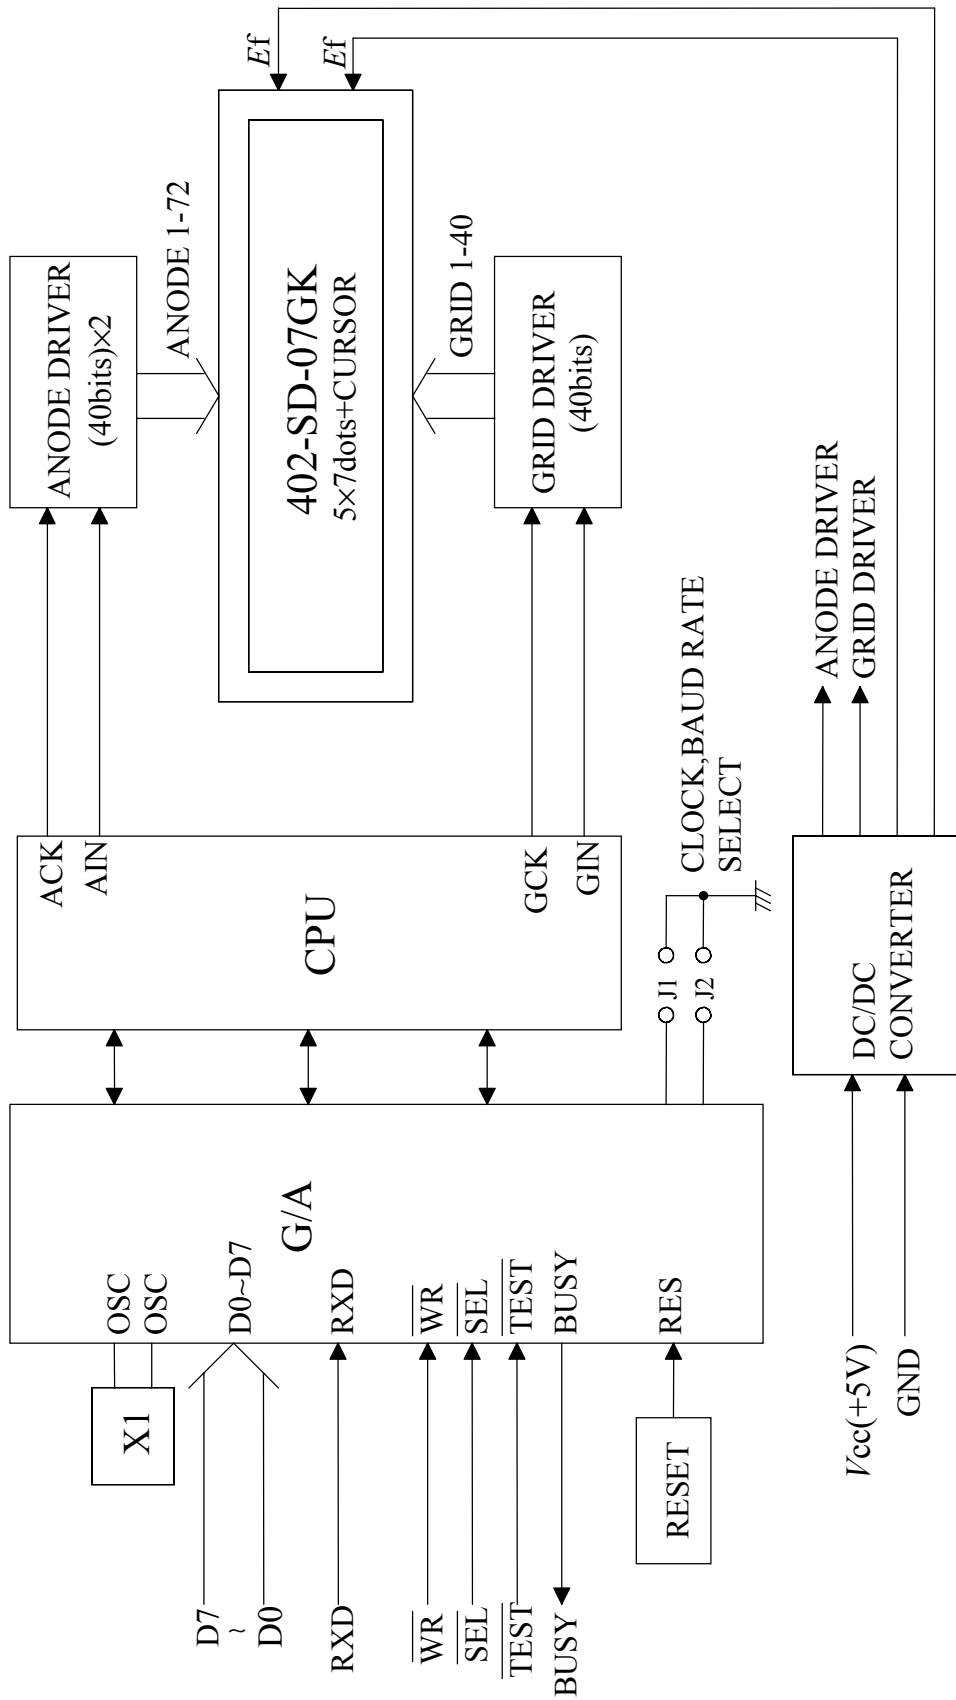 D7
~
D0
RXD
WR
SEL
TEST
BUSY
X1
RESET
OSC
OSC
D0~D7
RXD
WR
SEL
TEST
BUSY
RES
G/A
CPU
ACK
AIN
GCK
GIN
J1
J2
CLOCK,BAUD RATE
SELECT
ANODE DRIVER
(40bits)×2
ANODE 1-72
402-SD-07GK
5×7dots+CURSOR
GRID 1-40
GRID DRIVER
(40bits)
Ef
Ef
Vcc(+5V)
GND
DC/DC
CONVERTER
ANODE DRIVER
GRID DRIVER